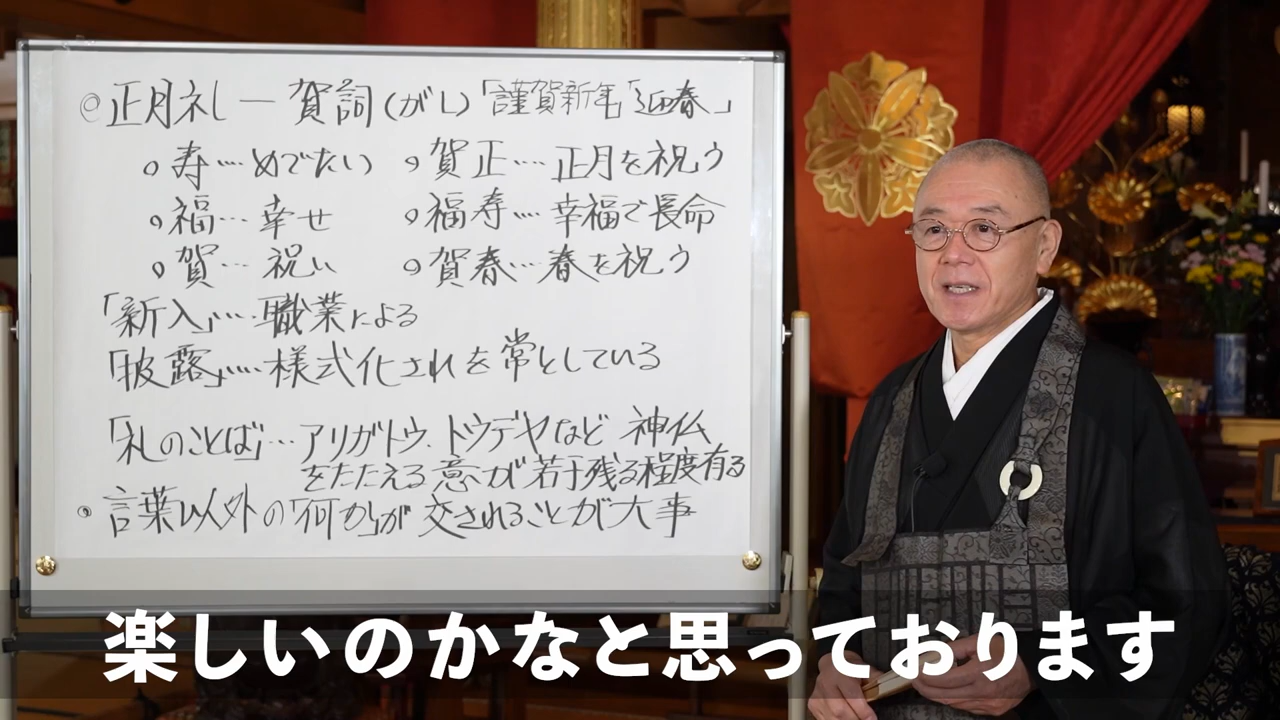 ◎正月礼 ― 賀詞(がし)「謹賀新年」「迎春」
○寿……めでたい ○賀正……正月を祝う
○福…幸せ ○福寿……幸福で長命
○賀…祝い ○賀春…春を祝う
「新入」……職業による
「披露」……様式化されを常としている
「礼のことば」…アリガトウ、ドウデヤなど 神仏
をたたえる意が若干残る程度有る
言葉以外の「何か」が交されることが大事
楽しいのかなと思っております